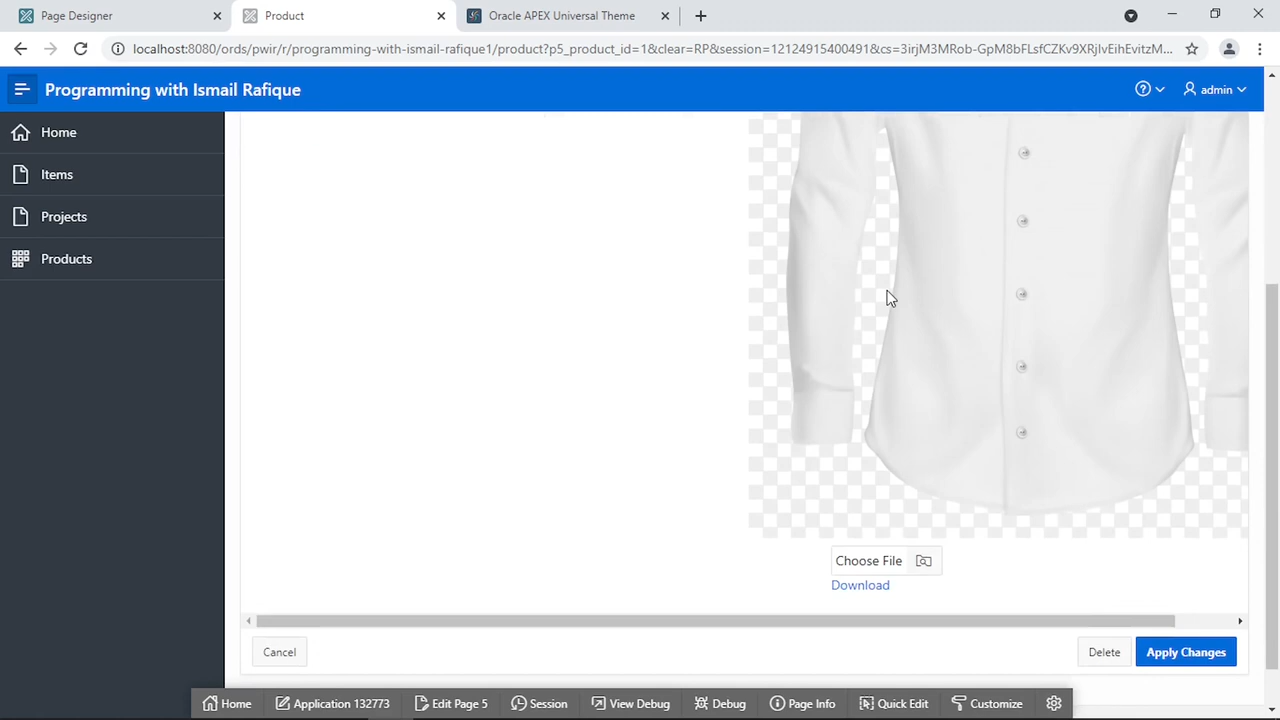 Page Designer
Product
Oracle APEX Universal Theme
localhost:8080/ords/pwir/r/programming-with-ismail-rafique1/product?p5_product_id=1&clear=RP&session=12124915400491&cs=3irjM3MRob-GpM8bFLsfCZKv9XRjlvEihEvitzM...
Programming with Ismail Rafique
admin
Home
Items
Projects
Products
Choose File
Download
Cancel
Delete
Apply Changes
Home
Application 132773
Edit Page 5
Session
View Debug
Debug
Page Info
Quick Edit
Customize